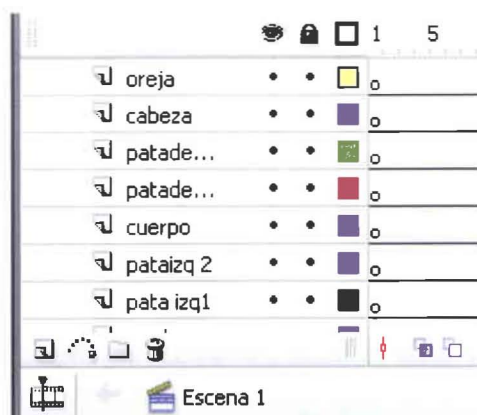 1 5
oreja
cabeza
patade...
patade...
cuerpo
pataizq 2
pata izq1
Escena 1